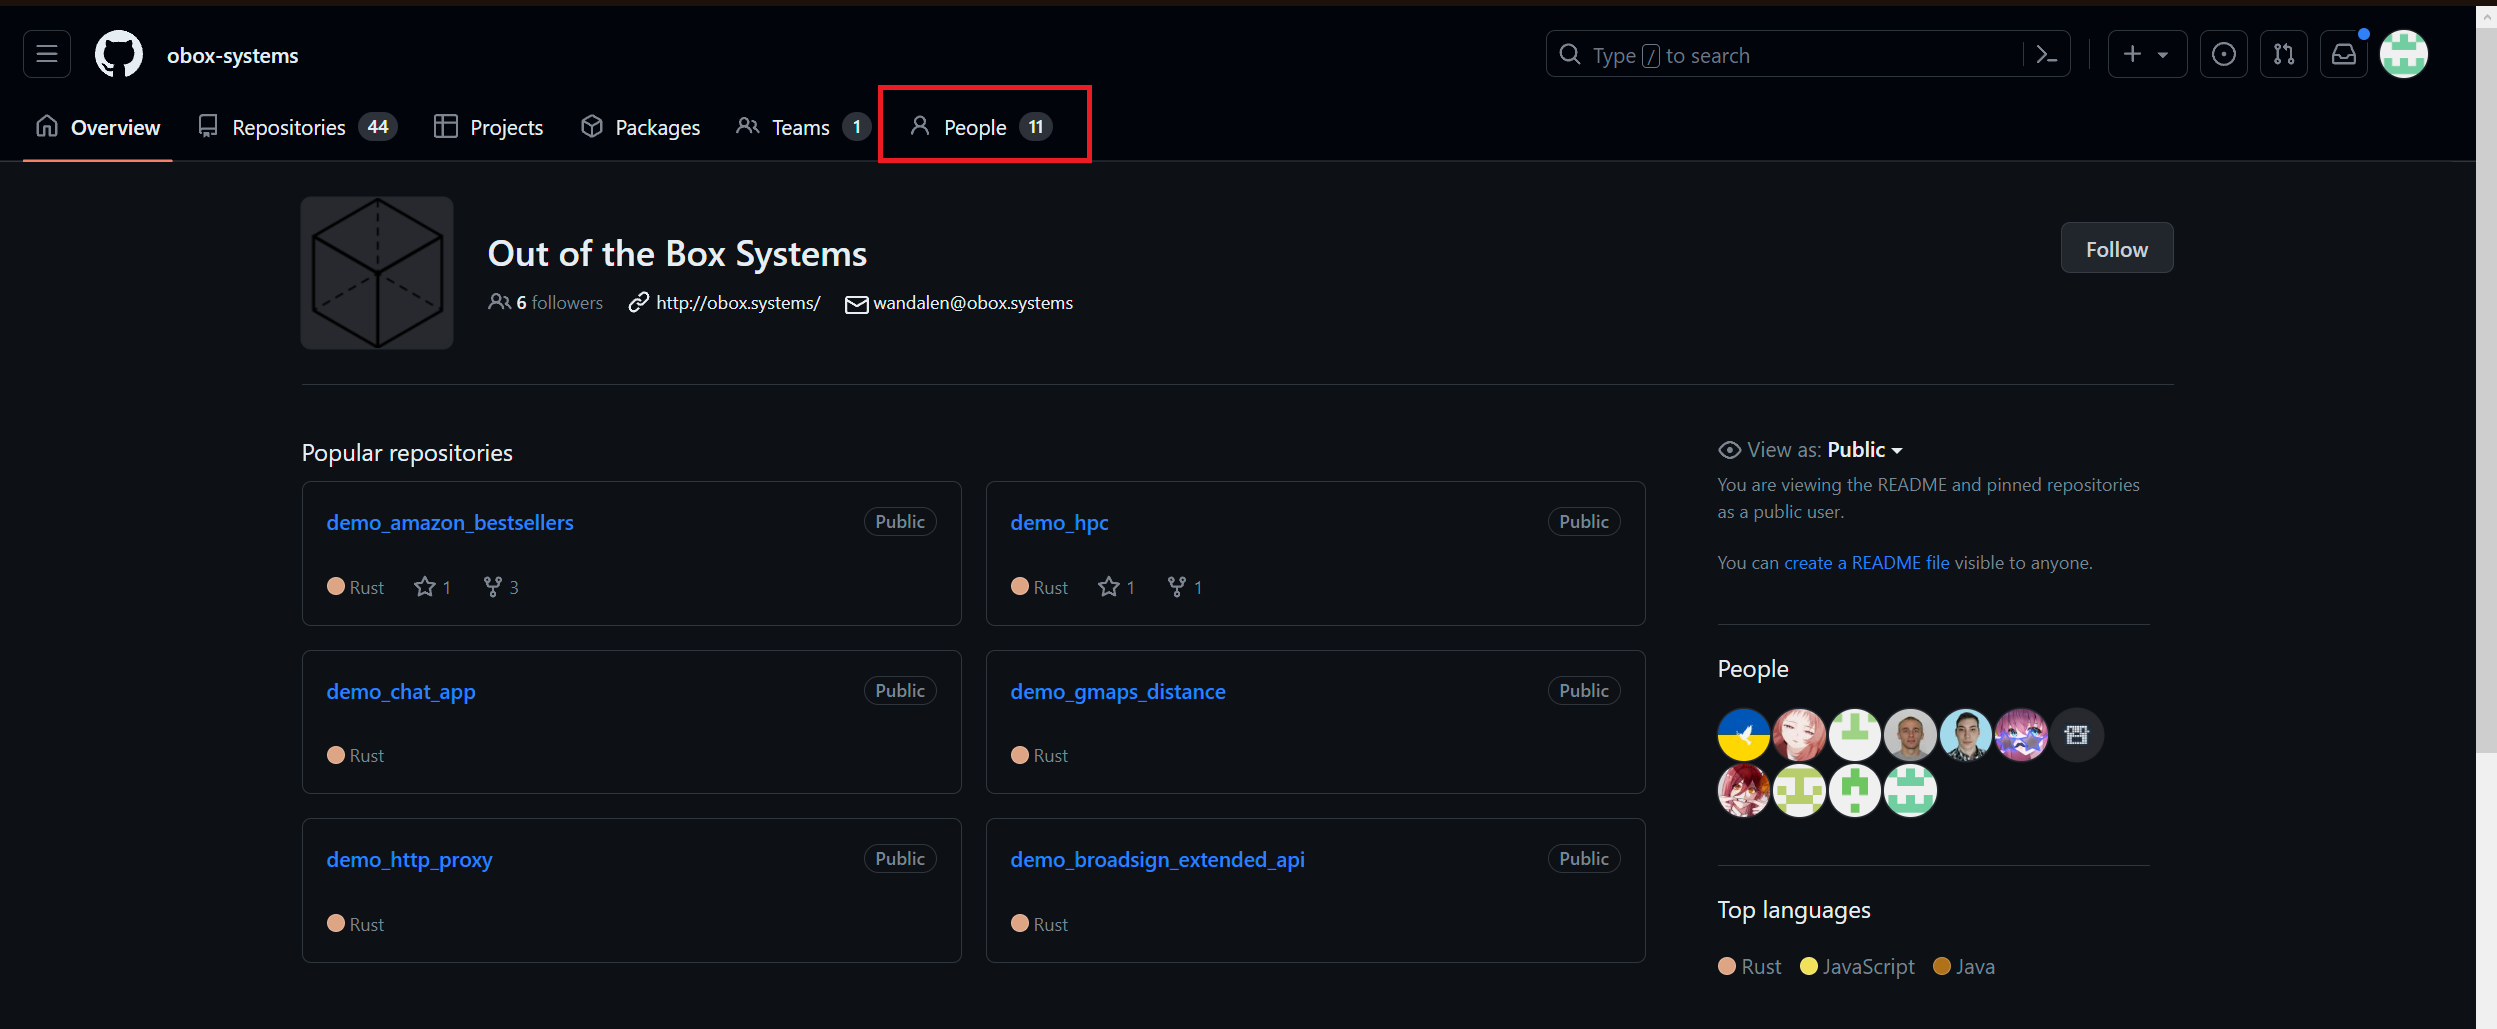 obox-systems
Type / to search
Overview
Repositories 44
Projects
Packages
Teams 1
People 11
Out of the Box Systems
6 followers
http://obox.systems/
wandalen@obox.systems
Follow
Popular repositories
demo_amazon_bestsellers
Public
Rust 1 3
demo_hpc
Public
Rust 1 1
demo_chat_app
Public
Rust
demo_gmaps_distance
Public
Rust
demo_http_proxy
Public
Rust
demo_broadsign_extended_api
Public
Rust
View as: Public
You are viewing the README and pinned repositories
as a public user.
You can create a README file visible to anyone.
People
Top languages
Rust JavaScript Java